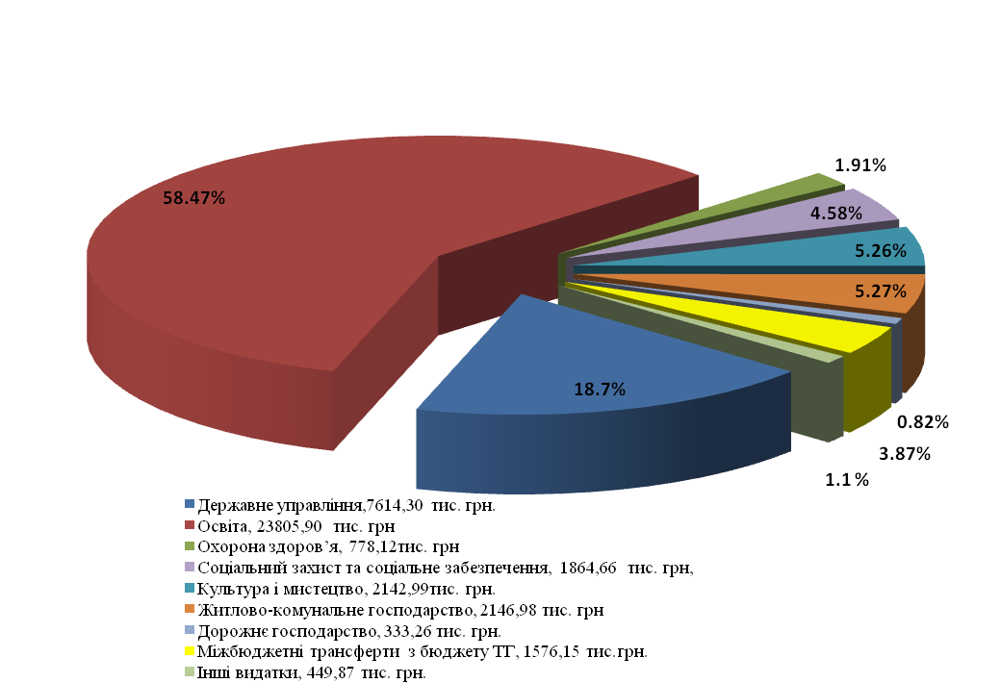 1.91%
58.47%
4.58%
5.26%
5.27%
18.7%
0.82%
3.87%
1.1 %
Державне управління,7614,30 тис. грн.
Освіта, 23805,90 тис. грн
Охорона здоров’я, 778,12тис. грн
Соціальний захист та соціальне забезпечення, 1864,66 тис. грн,
Культура і мистецтво, 2142,99тис. грн.
Житлово-комунальне господарство, 2146,98 тис. грн
Дорожнє господарство, 333,26 тис. грн.
Міжбюджетні трансферти з бюджету ТГ, 1576,15 тис.грн.
Інші видатки, 449,87 тис. грн.